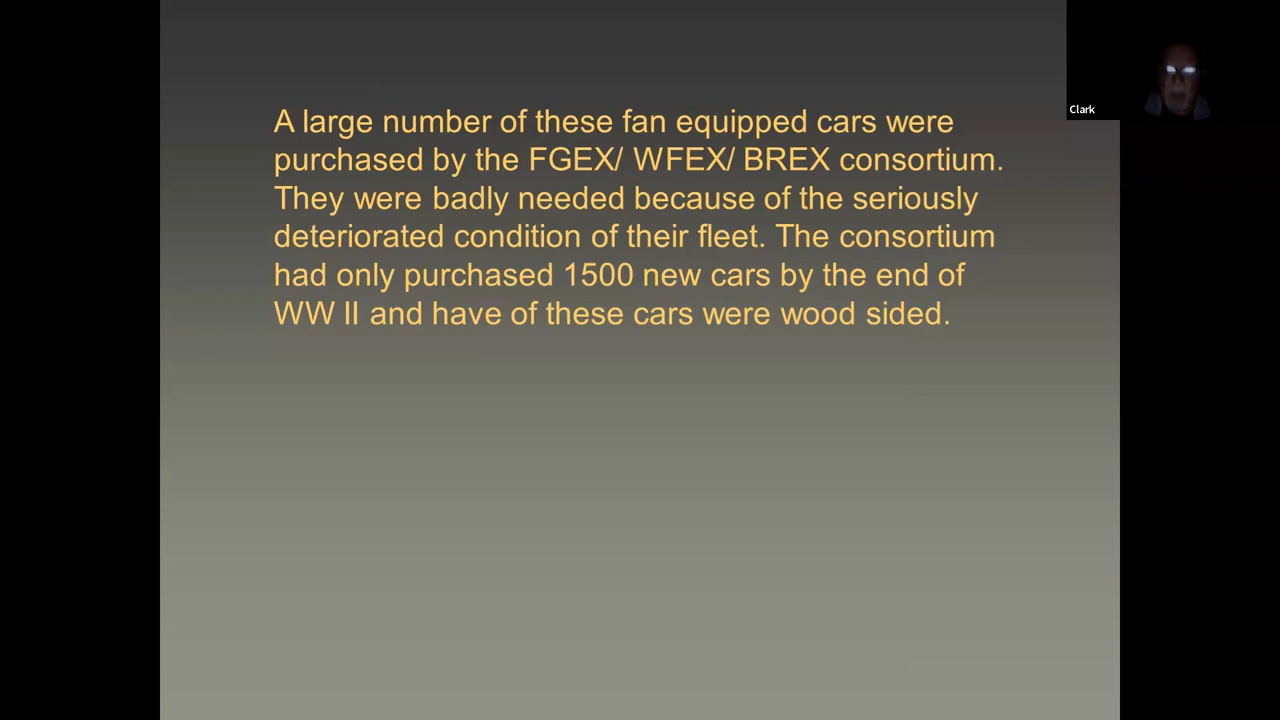 A large number of these fan equipped cars were
purchased by the FGEX/ WFEX/ BREX consortium.
They were badly needed because of the seriously
deteriorated condition of their fleet. The consortium
had only purchased 1500 new cars by the end of
WW II and have of these cars were wood sided.
Clark